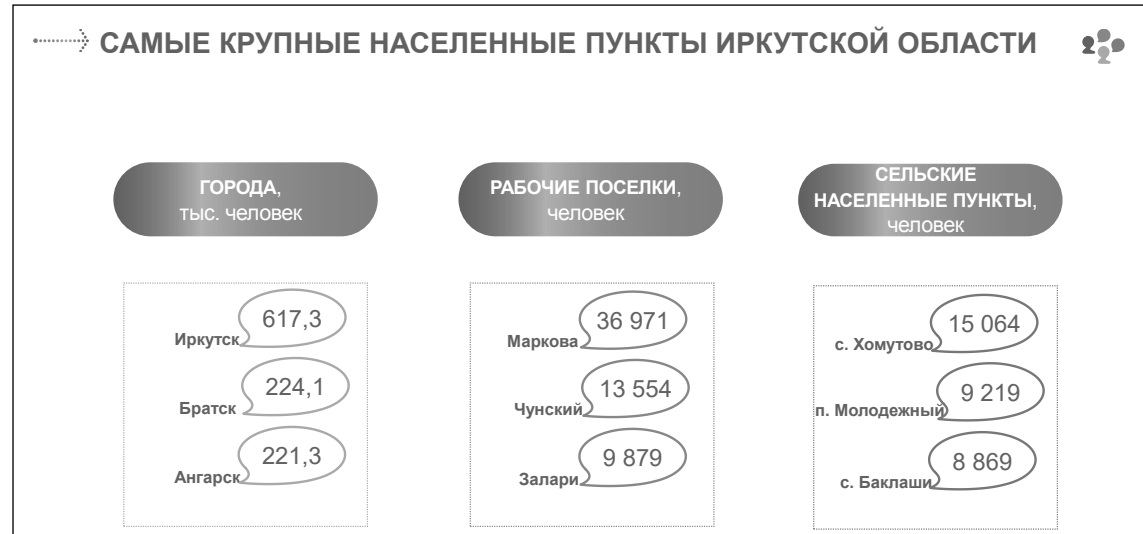 САМЫЕ КРУПНЫЕ НАСЕЛЕННЫЕ ПУНКТЫ ИРКУТСКОЙ ОБЛАСТИ
ГОРОДА,
тыс. человек
Иркутск 617,3
Братск 224,1
Ангарск 221,3
РАБОЧИЕ ПОСЕЛКИ,
человек
Маркова 36 971
Чунский 13 554
Залари 9 879
СЕЛЬСКИЕ
НАСЕЛЕННЫЕ ПУНКТЫ,
человек
с. Хомутово 15 064
п. Молодежный 9 219
с. Баклаши 8 869